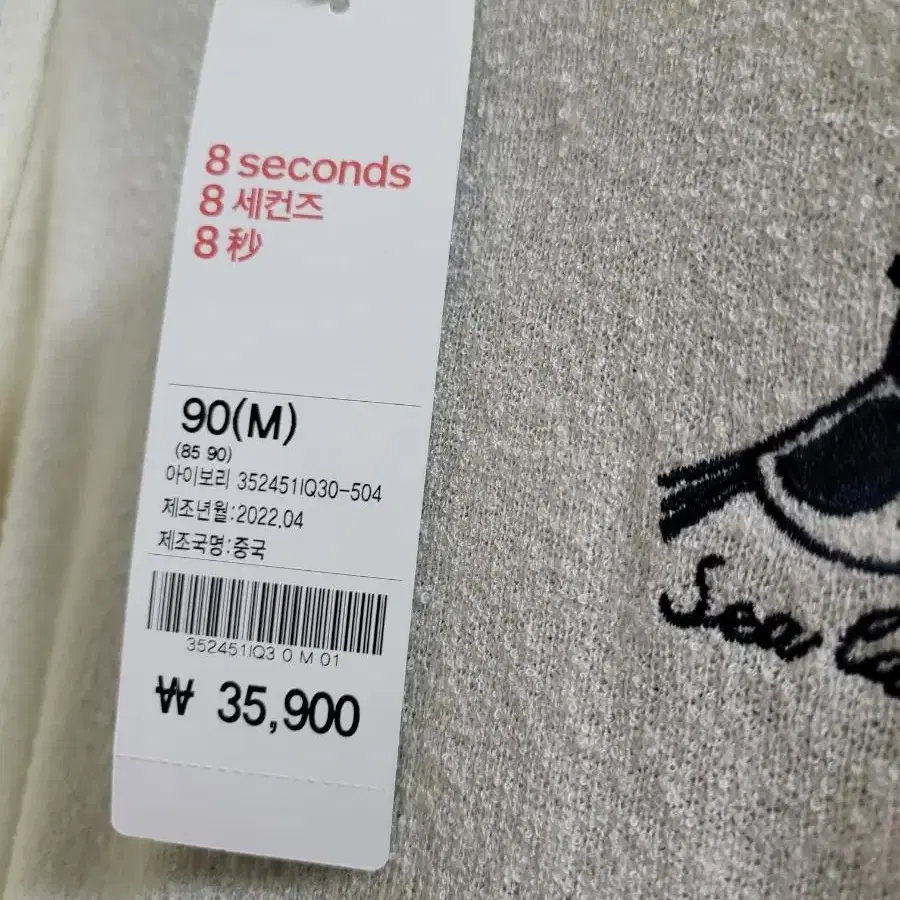 8 seconds
8 세컨즈
8 秒
90(M)
(85 90)
아이보리 352451IQ30-504
제조년월:2022.04
제조국명:중국
352451IQ3 0 M 01
₩ 35,900
Sea